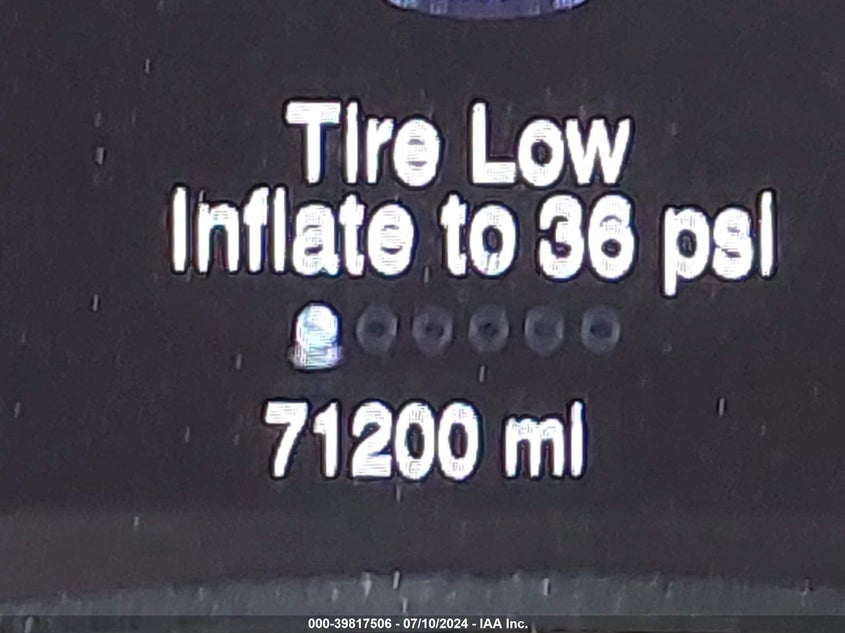 Tire Low
Inflate to 36 psi
71200 mi
000-39817506 - 07/10/2024 - IAA Inc.